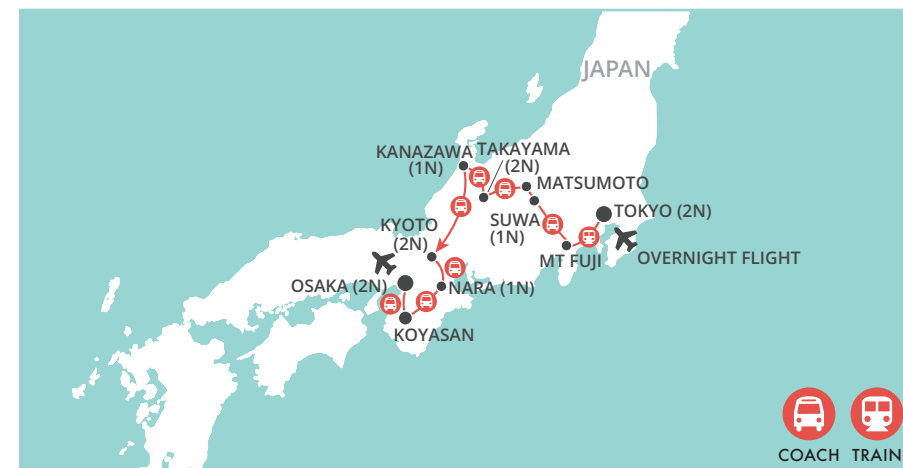 JAPAN
KANAZAWA
(1N)
TAKAYAMA
(2N)
MATSUMOTO
TOKYO (2N)
SUWA
(1N)
KYOTO
(2N)
MT FUJI
OVERNIGHT FLIGHT
OSAKA (2N)
NARA (1N)
KOYASAN
COACH
TRAIN